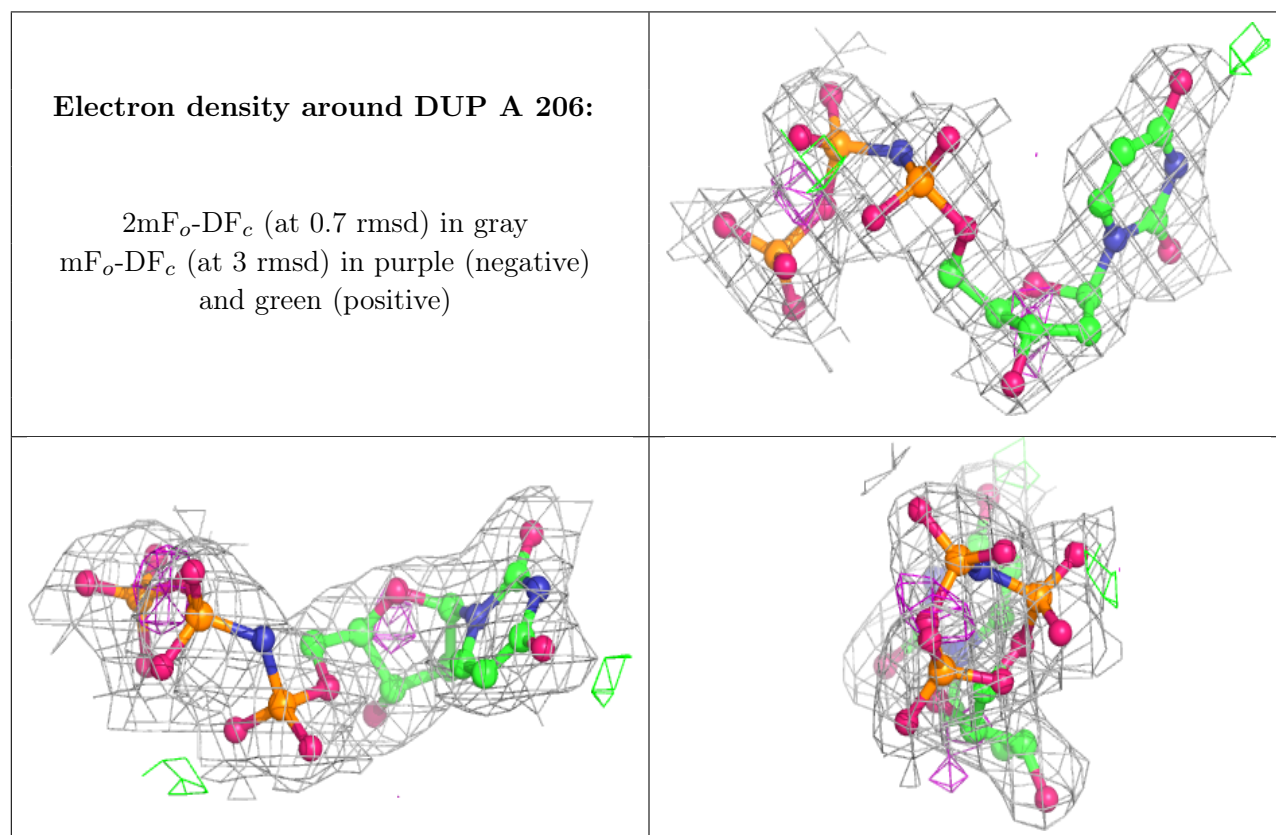 Electron density around DUP A 206:
2mFo-DFc (at 0.7 rmsd) in gray
mFo-DFc (at 3 rmsd) in purple (negative)
and green (positive)